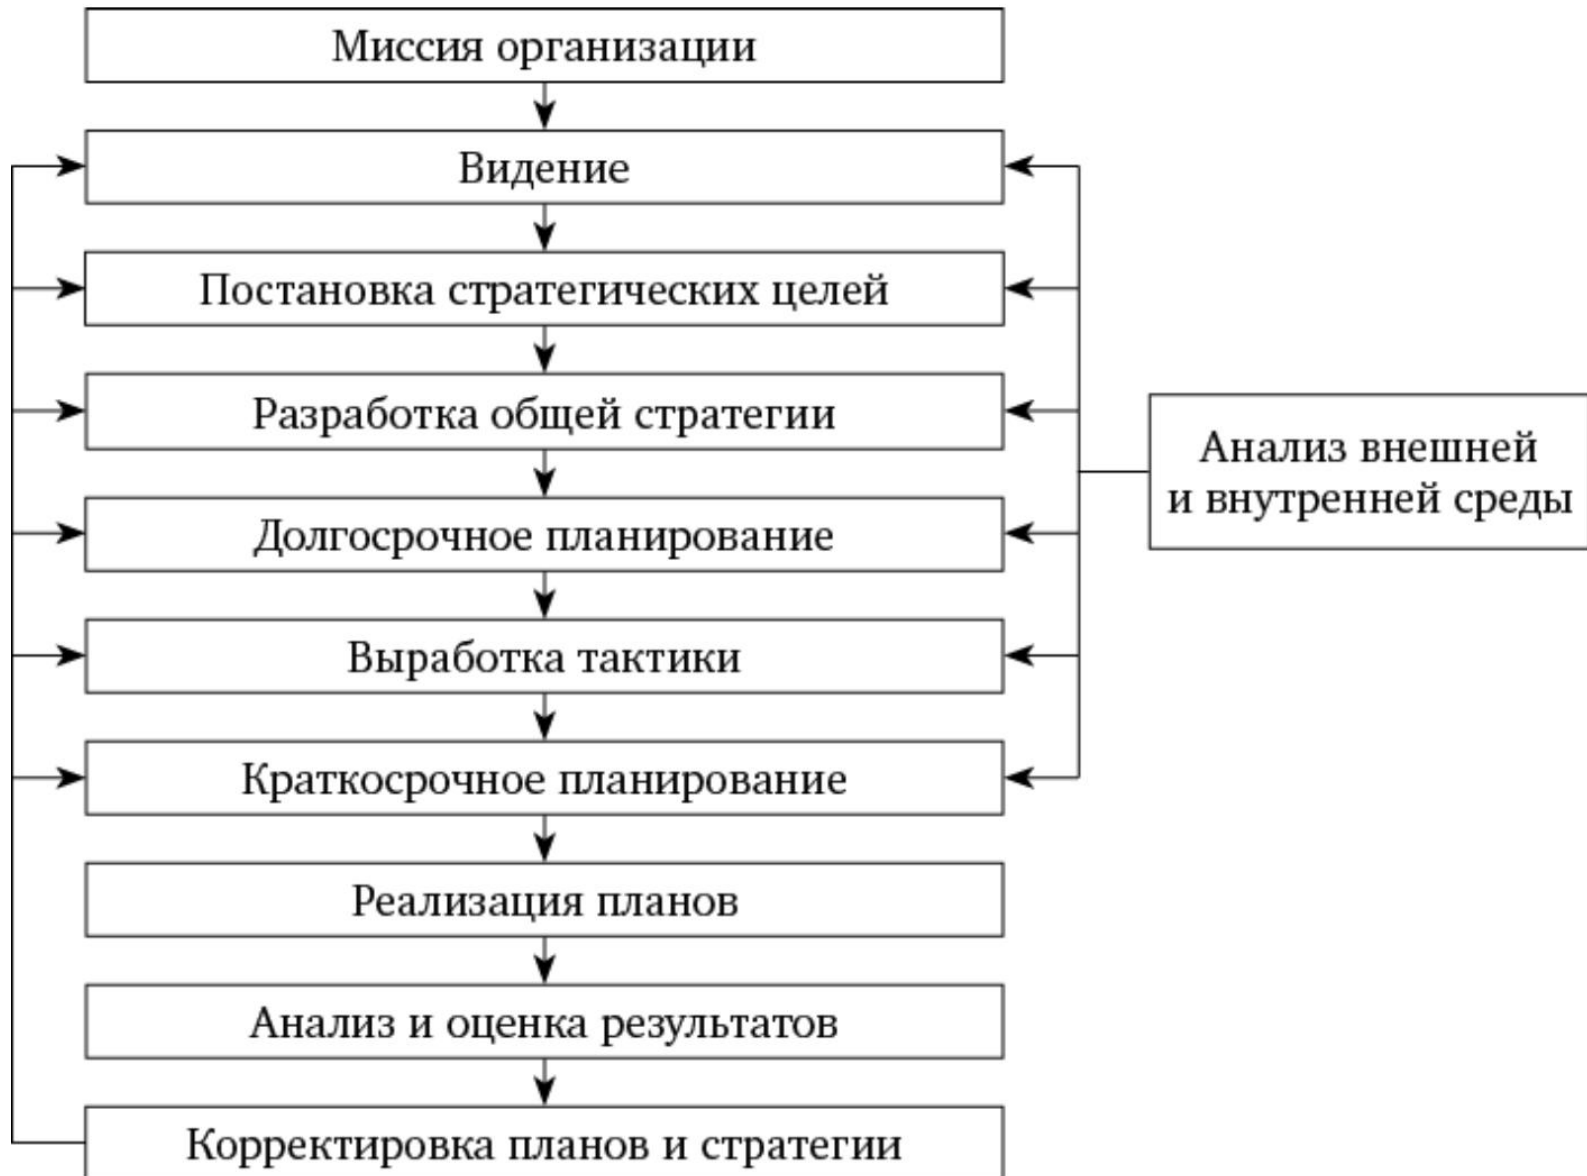 Миссия организации
Видение
Постановка стратегических целей
Разработка общей стратегии
Долгосрочное планирование
Выработка тактики
Краткосрочное планирование
Реализация планов
Анализ и оценка результатов
Корректировка планов и стратегии
Анализ внешней
и внутренней среды